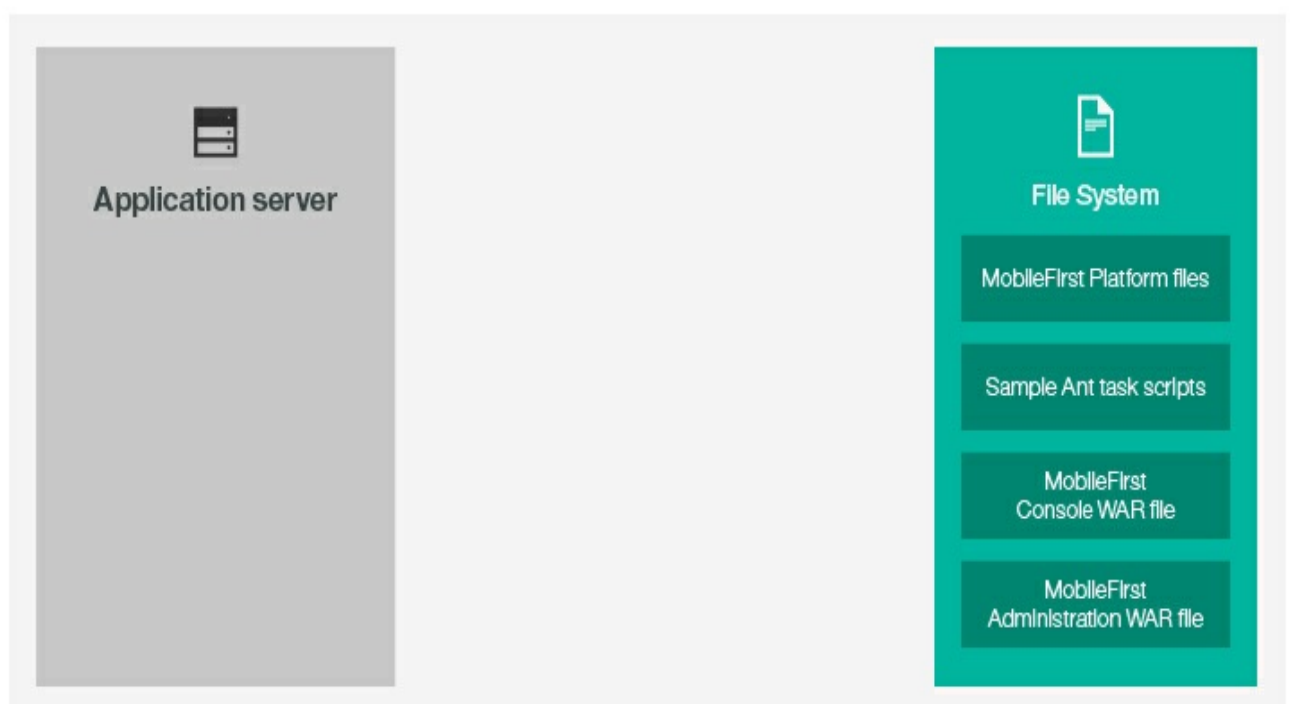 Application server
File System
MobileFirst Platform files
Sample Ant task scripts
MobileFirst
Console WAR file
MobileFirst
Administration WAR file